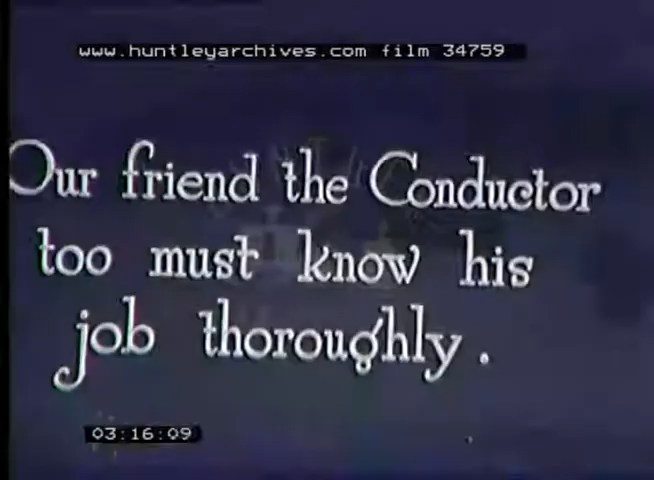 www.huntleyarchives.com film 34759
Our friend the Conductor
too must know his
job thoroughly.
03:16:09